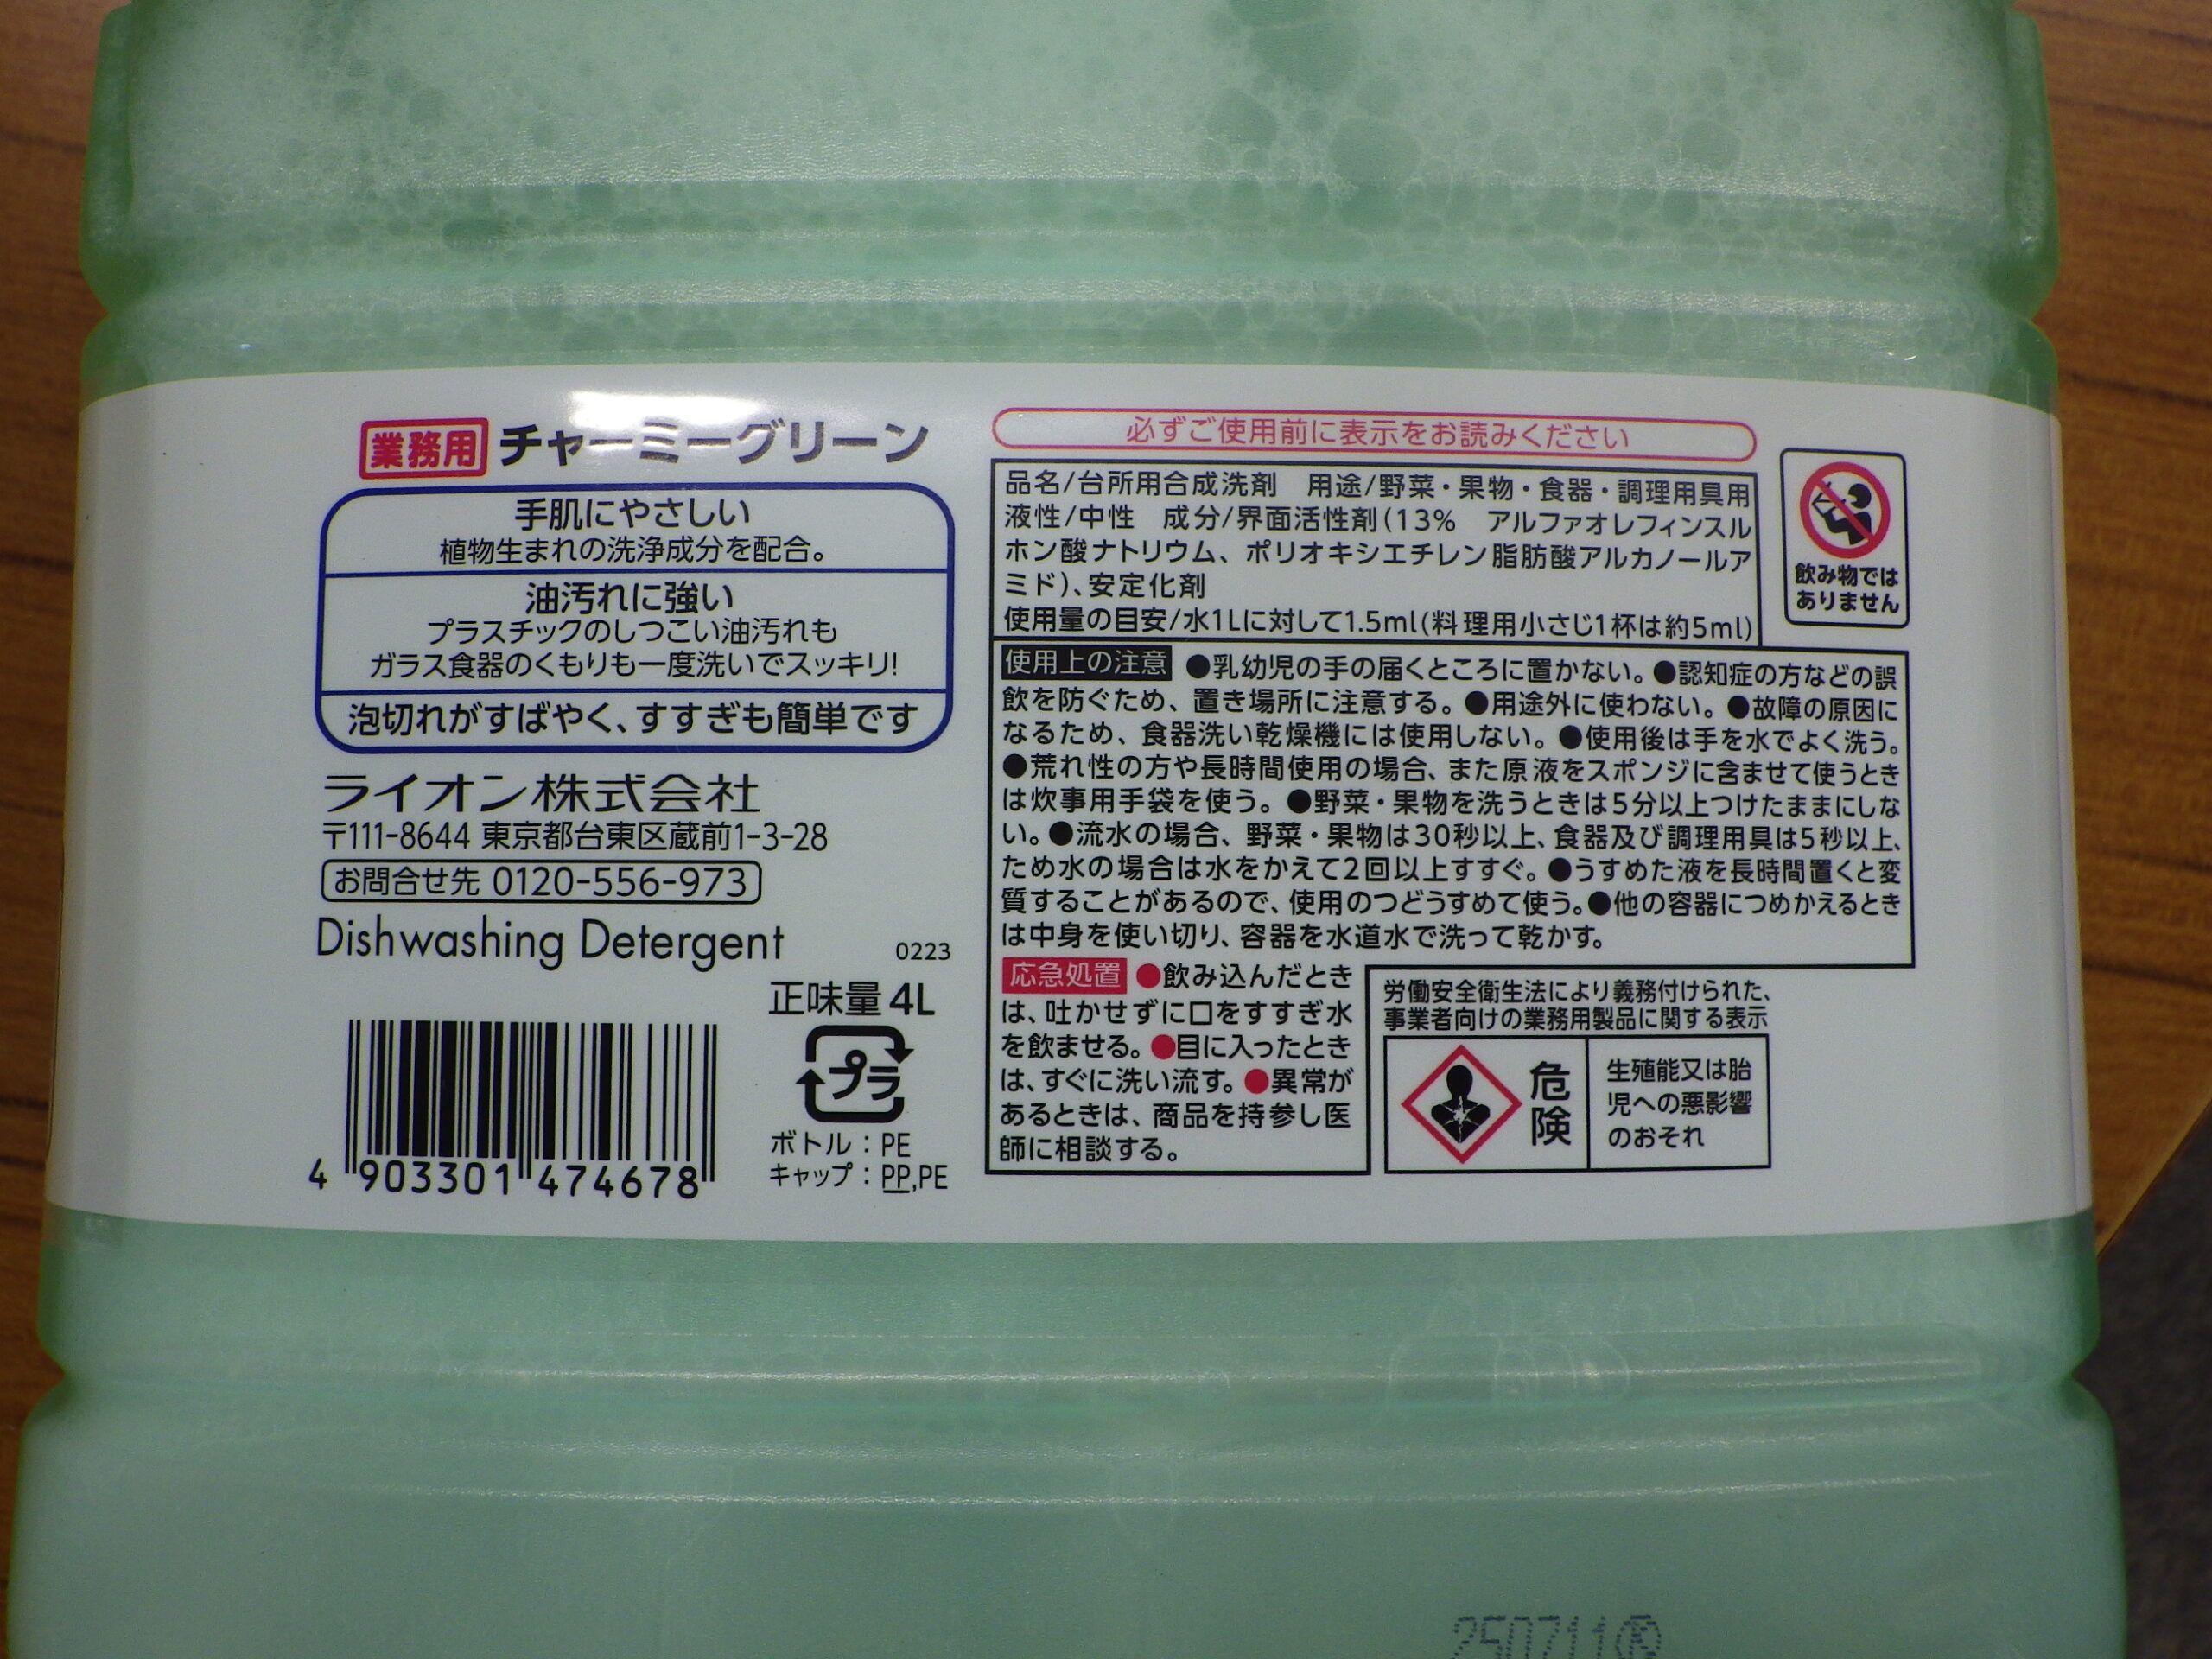 業務用 チャーミーグリーン
手肌にやさしい
植物生まれの洗浄成分を配合。
油汚れに強い
プラスチックのしつこい油汚れも
ガラス食器のくもりも一度洗いでスッキリ!
泡切れがすばやく、すすぎも簡単です
ライオン株式会社
〒111-8644 東京都台東区蔵前1-3-28
お問合せ先 0120-556-973
Dishwashing Detergent
0223
正味量 4L
プラ
ボトル：PE
キャップ：PP,PE
4 903301 474678
必ずご使用前に表示をお読みください
品名/台所用合成洗剤　用途/野菜・果物・食器・調理用具用
液性/中性　成分/界面活性剤(13%　アルファオレフィンスル
ホン酸ナトリウム、ポリオキシエチレン脂肪酸アルカノールア
ミド)、安定化剤
使用量の目安/水1Lに対して1.5ml(料理用小さじ1杯は約5ml)
飲み物では
ありません
使用上の注意 ●乳幼児の手の届くところに置かない。●認知症の方などの誤
飲を防ぐため、置き場所に注意する。●用途外に使わない。●故障の原因に
なるため、食器洗い乾燥機には使用しない。●使用後は手を水でよく洗う。
●荒れ性の方や長時間使用の場合、また原液をスポンジに含ませて使うとき
は炊事用手袋を使う。●野菜・果物を洗うときは5分以上つけたままにしな
い。●流水の場合、野菜・果物は30秒以上、食器及び調理用具は5秒以上、
ため水の場合は水をかえて2回以上すすぐ。●うすめた液を長時間置くと変
質することがあるので、使用のつどうすめて使う。●他の容器につめかえるとき
は中身を使い切り、容器を水道水で洗って乾かす。
応急処置 ●飲み込んだとき
は、吐かせずに口をすすぎ水
を飲ませる。●目に入ったとき
は、すぐに洗い流す。●異常が
あるときは、商品を持参し医
師に相談する。
労働安全衛生法により義務付けられた、
事業者向けの業務用製品に関する表示
危険
生殖能又は胎
児への悪影響
のおそれ
250711